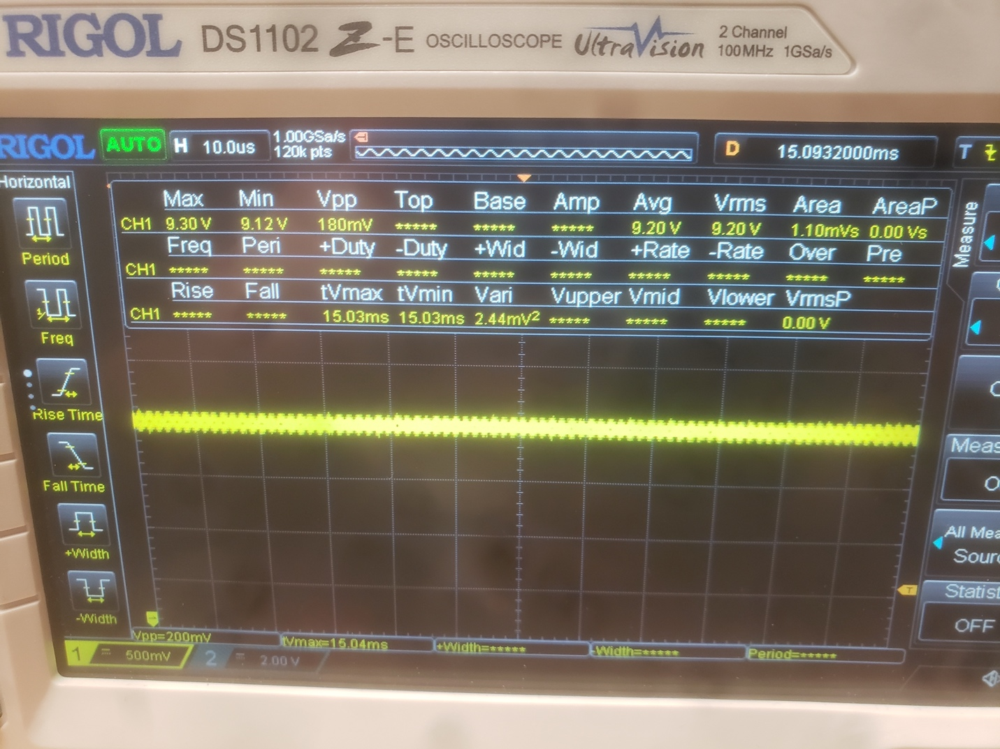 RIGOL DS1102 Z-E OSCILLOSCOPE UltraVision 2 Channel
100MHz 1GSa/s
RIGOL AUTO H 10.0us 1.00GSa/s D 15.0932000ms T
120k pts
Horizontal
Max Min Vpp Top Base Amp Avg Vrms Area AreaP
CH1 9.30 V 9.12 V 180mV ***** ***** ***** 9.20 V 9.20 V 1.10mVs 0.00 Vs
Freq Peri +Duty -Duty +Wid -Wid +Rate -Rate Over Pre
CH1 ***** ***** ***** ***** ***** ***** ***** ***** ***** *****
Rise Fall tVmax tVmin Vari Vupper Vmid Vlower VrmsP
CH1 ***** ***** 15.03ms 15.03ms 2.44mV² ***** ***** ***** 0.00 V
Period
Freq
Rise Time
Fall Time
+Width
-Width
Measure
Meas
All Mea
Sour
T
Statist
OFF
Vpp=200mV tVmax=15.04ms +Width=***** -Width=***** Period=*****
1 500mV 2 2.00 V